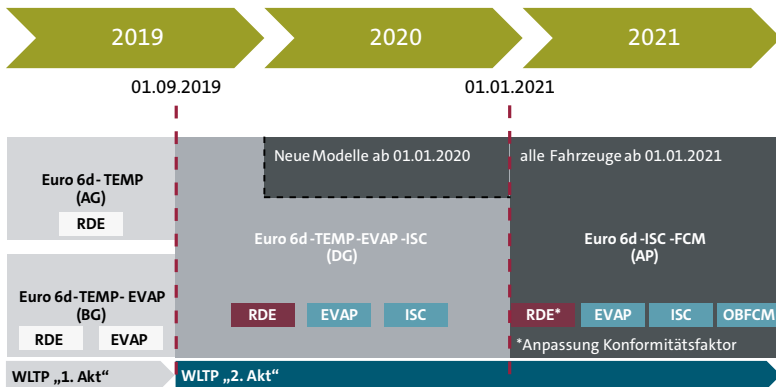 2019
2020
2021
01.09.2019
01.01.2021
Neue Modelle ab 01.01.2020
alle Fahrzeuge ab 01.01.2021
Euro 6d-TEMP
(AG)
RDE
Euro 6d-TEMP-EVAP-ISC
(DG)
Euro 6d-ISC-FCM
(AP)
Euro 6d-TEMP-EVAP
(BG)
RDE
EVAP
RDE
EVAP
ISC
RDE*
EVAP
ISC
OBFCM
*Anpassung Konformitätsfaktor
WLTP „1. Akt“
WLTP „2. Akt“